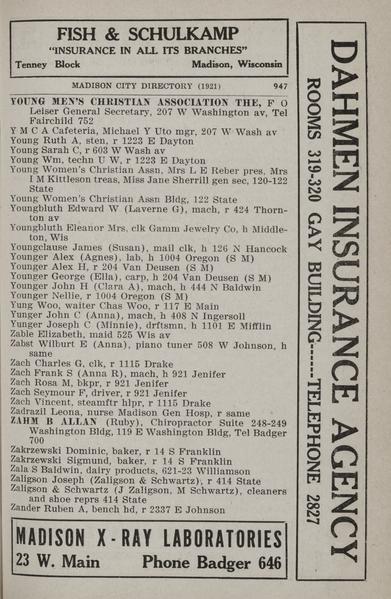 FISH & SCHULKAMP
"INSURANCE IN ALL ITS BRANCHES"
Tenney Block Madison, Wisconsin
MADISON CITY DIRECTORY (1921) 947
YOUNG MEN'S CHRISTIAN ASSOCIATION THE, F O
Leiser General Secretary, 207 W Washington av, Tel
Fairchild 752
Y M C A Cafeteria, Michael Y Uto mgr, 207 W Wash av
Young Ruth A, sten, r 1223 E Dayton
Young Sarah C, r 603 W Wash av
Young Wm, techn U W, r 1223 E Dayton
Young Women's Christian Assn, Mrs L E Reber pres, Mrs
I M Kittleson treas, Miss Jane Sherrill gen sec, 120-122
State
Young Women's Christian Assn Bldg, 122 State
Youngbluth Edward W (Laverne G), mach, r 424 Thorn-
ton av
Youngbluth Eleanor Mrs, clk Gamm Jewelry Co, h Middle-
ton, Wis
Youngclause James (Susan), mail clk, h 126 N Hancock
Younger Alex (Agnes), lab, h 1004 Oregon (S M)
Younger Alex H, r 204 Van Deusen (S M)
Younger George (Ella), carp, h 204 Van Deusen (S M)
Younger John H (Clara A), mach, h 444 N Baldwin
Younger Nellie, r 1004 Oregon (S M)
Yung Woo, waiter Chas Woo, r 117 E Main
Yunger John C (Anna), mach, h 408 N Ingersoll
Yunger Joseph C (Minnie), drftsmn, h 1101 E Mifflin
Zable Elizabeth, maid 525 Wis av
Zabst Wilburt E (Anna), piano tuner 508 W Johnson, h
same
Zach Charles G, clk, r 1115 Drake
Zach Frank S (Anna R), mach, h 921 Jenifer
Zach Rosa M, bkpr, r 921 Jenifer
Zach Seymour F, driver, r 921 Jenifer
Zach Vincent, steamftr hlpr, r 1115 Drake
Zadrazil Leona, nurse Madison Gen Hosp, r same
ZAHM B ALLAN (Ruby), Chiropractor Suite 248-249
Washington Bldg, 119 E Washington Bldg, Tel Badger
700
Zakrzewski Dominic, baker, r 14 S Franklin
Zakrzewski Sigmund, baker, r 14 S Franklin
Zala S Baldwin, dairy products, 621-23 Williamson
Zaligson Joseph (Zaligson & Schwartz), r 414 State
Zaligson & Schwartz (J Zaligson, M Schwartz), cleaners
and shoe reprs 414 State
Zander Ruben A, bench hd, r 2337 E Johnson
MADISON X-RAY LABORATORIES
23 W. Main Phone Badger 646
DAHMEN INSURANCE AGENCY
ROOMS 319-320 GAY BUILDING------TELEPHONE 2827